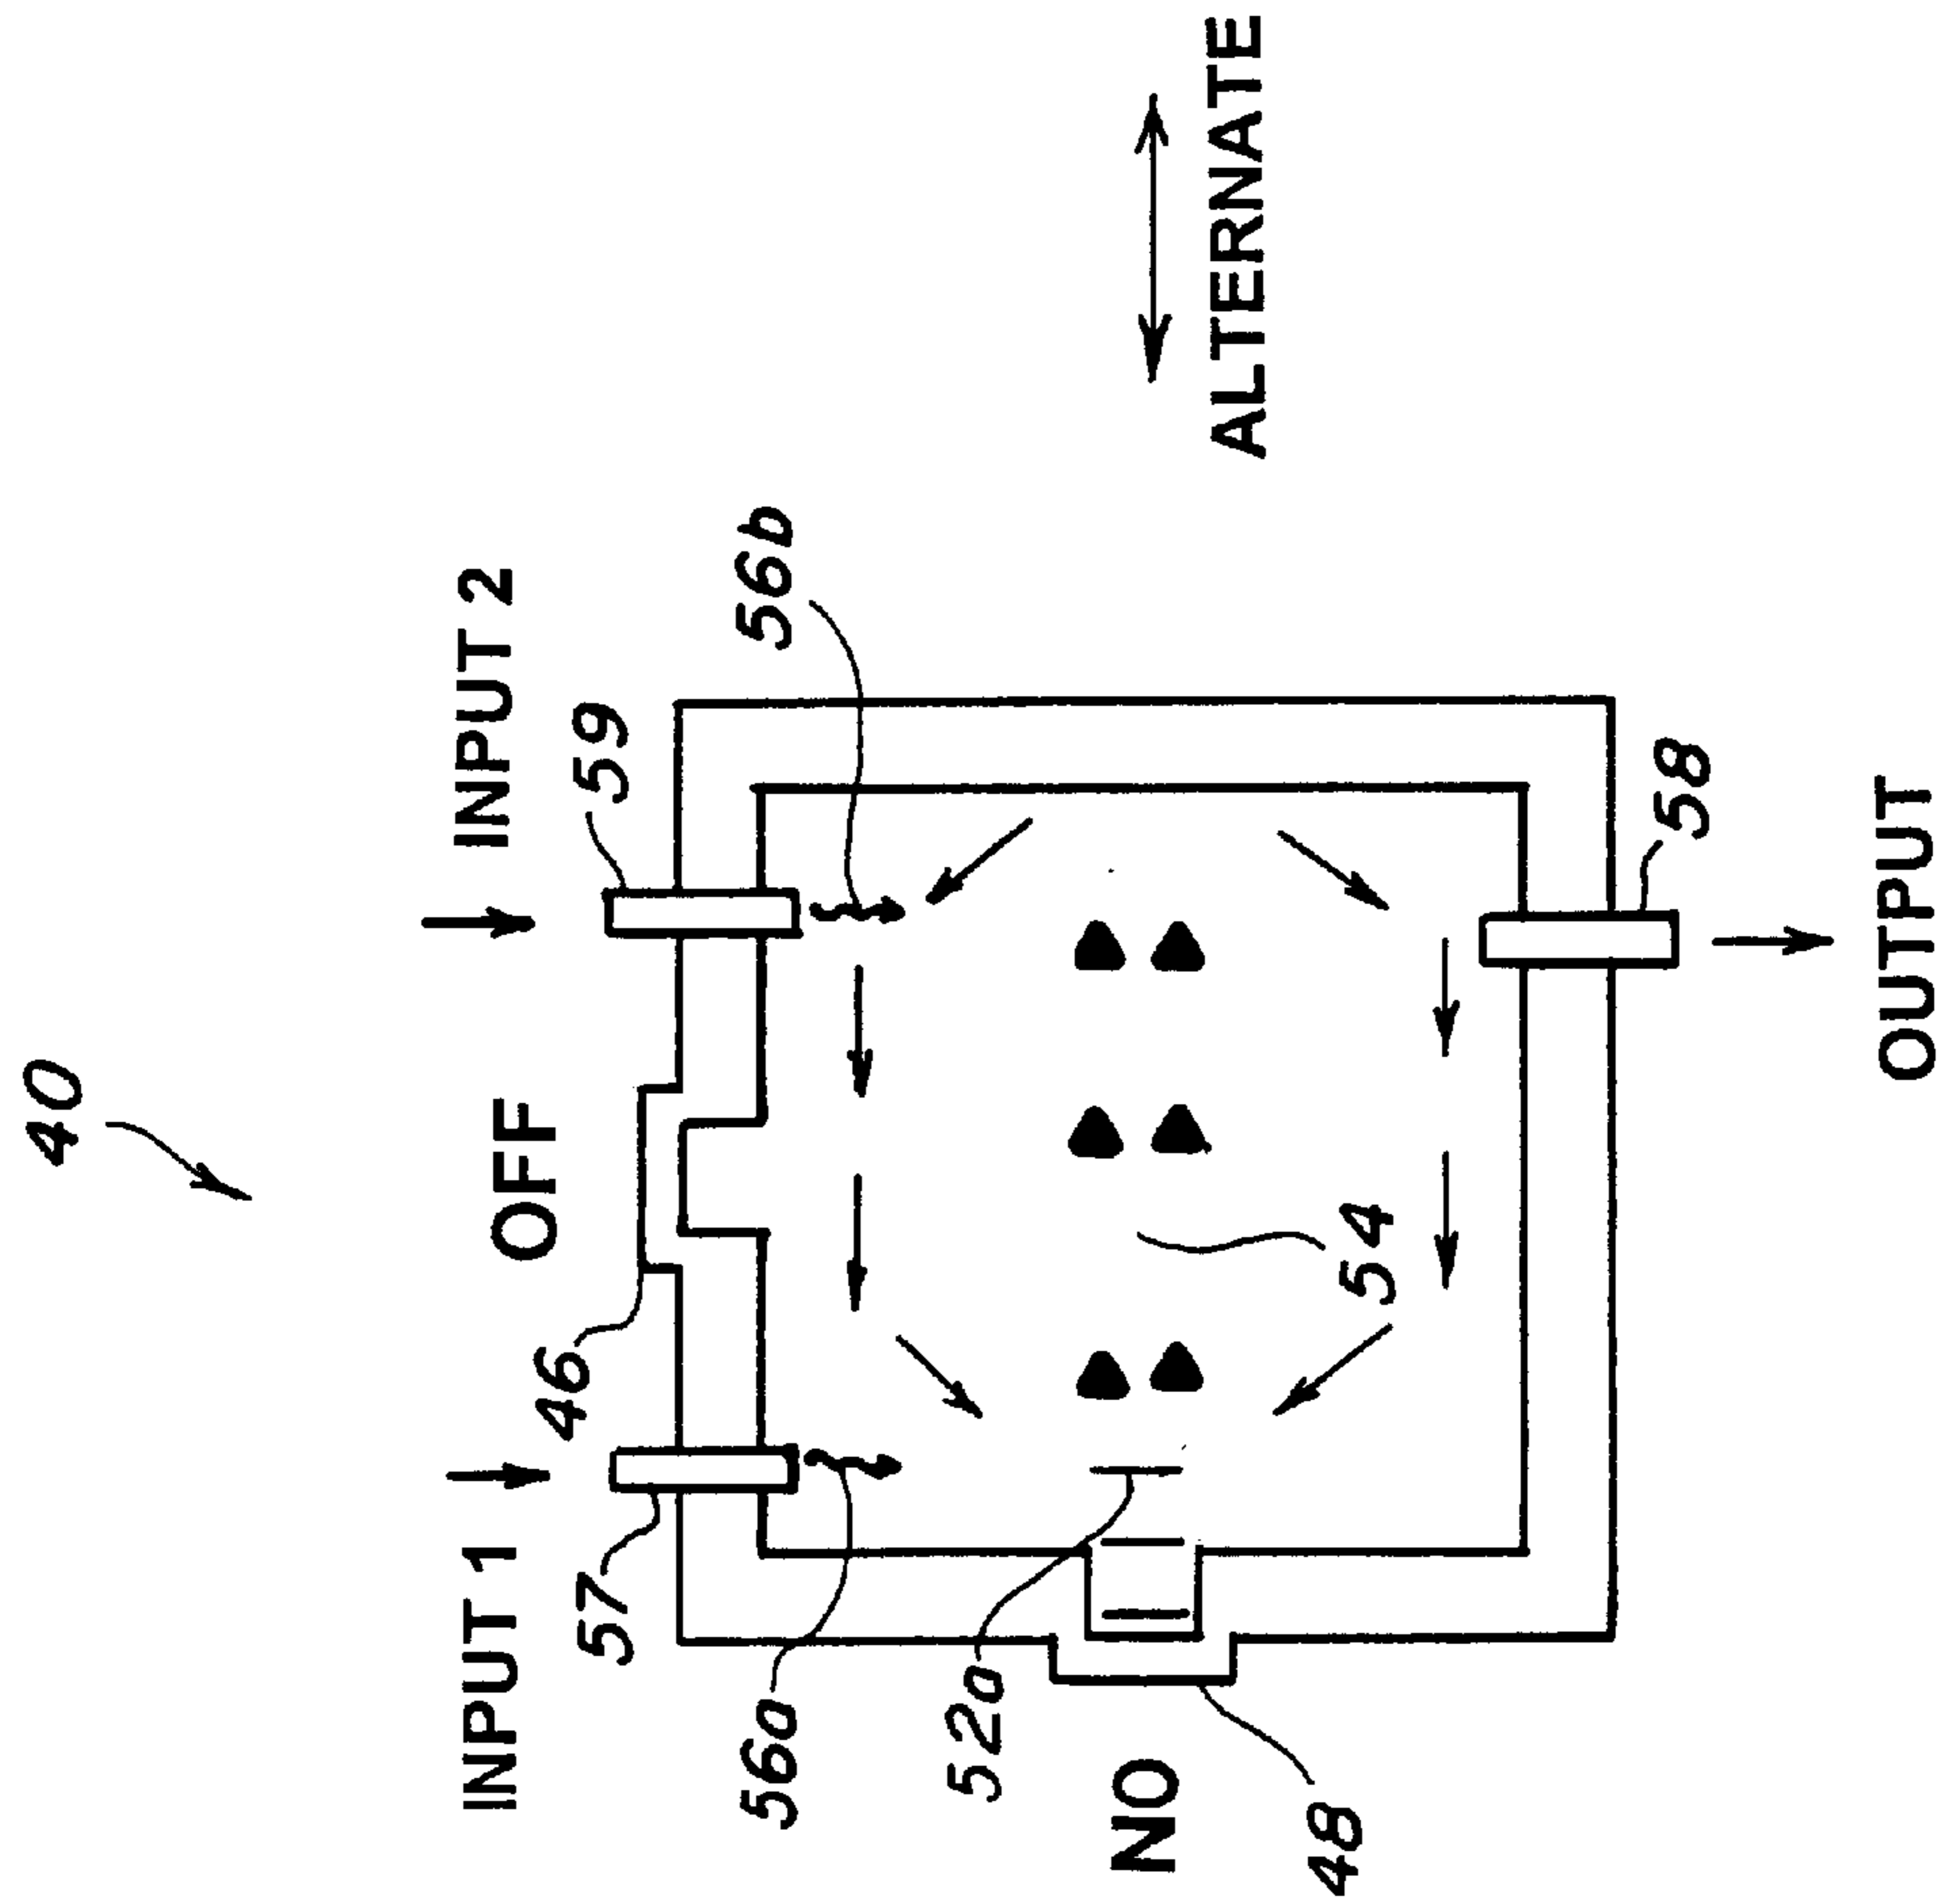 40
INPUT 1
OFF
INPUT 2
46
57
59
56a
56b
52a
NO
ALTERNATE
48
54
58
OUTPUT